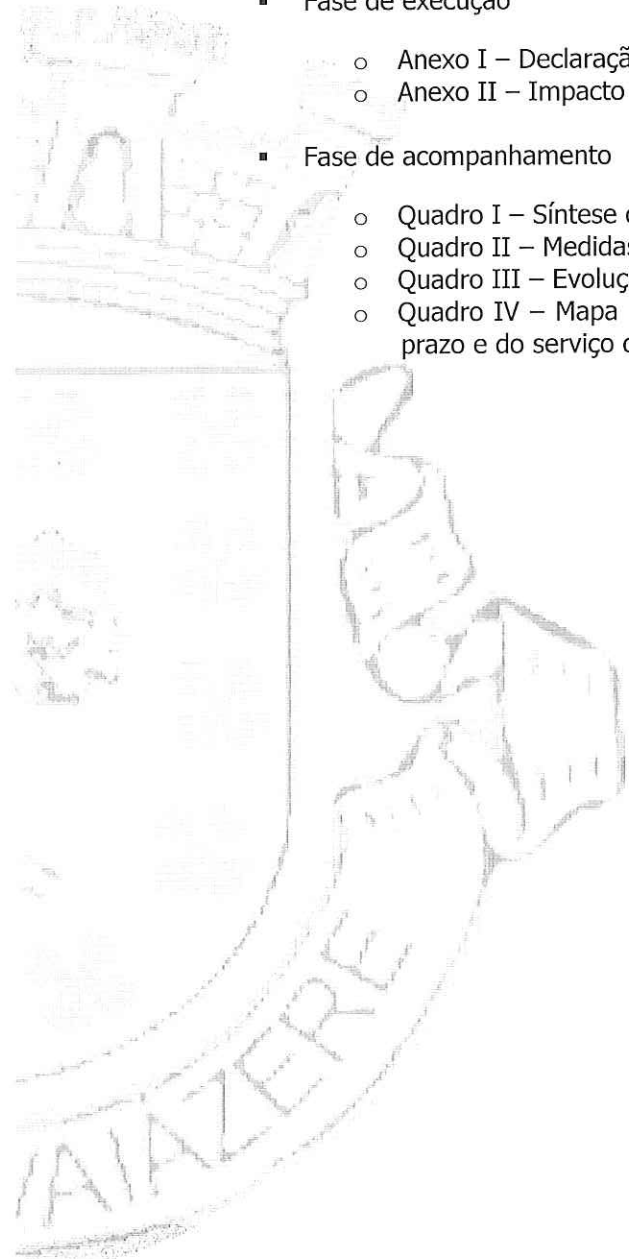 ▪ Fase de execução
o Anexo I – Declaraçã
o Anexo II – Impacto
▪ Fase de acompanhamento
o Quadro I – Síntese
o Quadro II – Medidas
o Quadro III – Evoluç
o Quadro IV – Mapa
prazo e do serviço
VAIAZERE